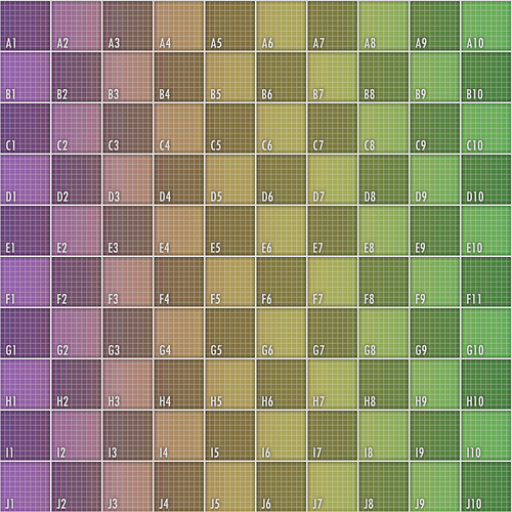 A1 A2 A3 A4 A5 A6 A7 A8 A9 A10
B1 B2 B3 B4 B5 B6 B7 B8 B9 B10
C1 C2 C3 C4 C5 C6 C7 C8 C9 C10
D1 D2 D3 D4 D5 D6 D7 D8 D9 D10
E1 E2 E3 E4 E5 E6 E7 E8 E9 E10
F1 F2 F3 F4 F5 F6 F7 F8 F9 F11
G1 G2 G3 G4 G5 G6 G7 G8 G9 G10
H1 H2 H3 H4 H5 H6 H7 H8 H9 H10
I1 I2 I3 I4 I5 I6 I7 I8 I9 I10
J1 J2 J3 J4 J5 J6 J7 J8 J9 J10